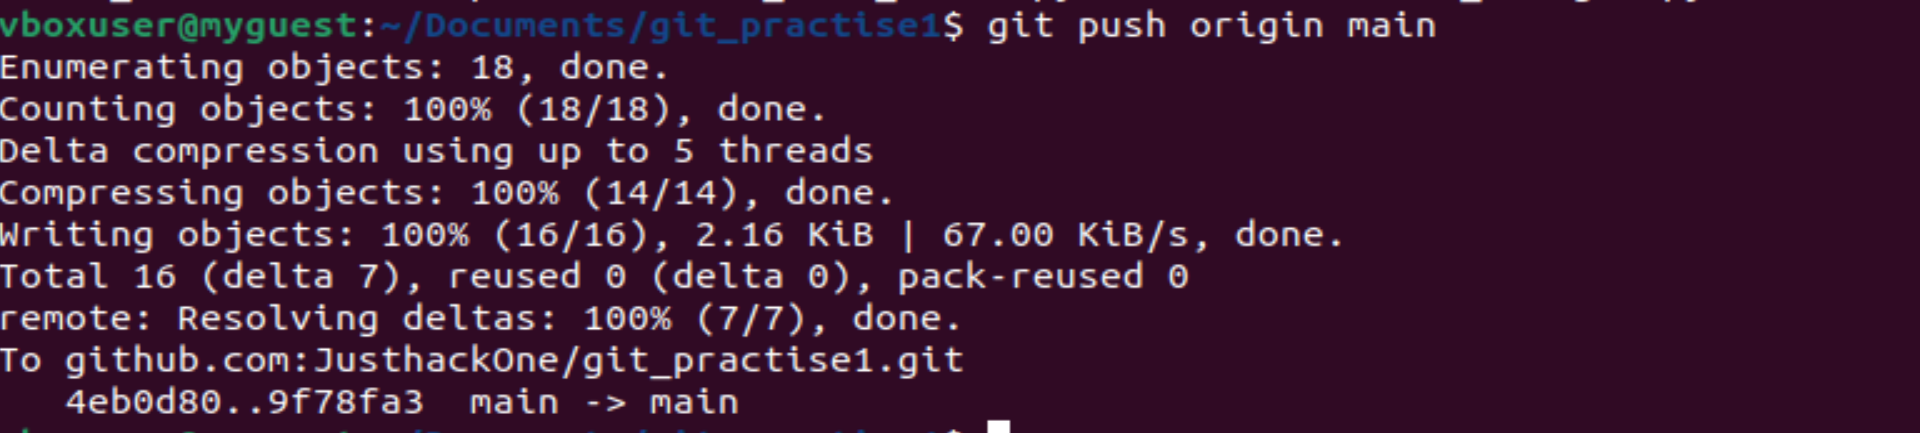 vboxuser@myguest:~/Documents/git_practise1$ git push origin main
Enumerating objects: 18, done.
Counting objects: 100% (18/18), done.
Delta compression using up to 5 threads
Compressing objects: 100% (14/14), done.
Writing objects: 100% (16/16), 2.16 KiB | 67.00 KiB/s, done.
Total 16 (delta 7), reused 0 (delta 0), pack-reused 0
remote: Resolving deltas: 100% (7/7), done.
To github.com:JusthackOne/git_practise1.git
   4eb0d80..9f78fa3  main -> main